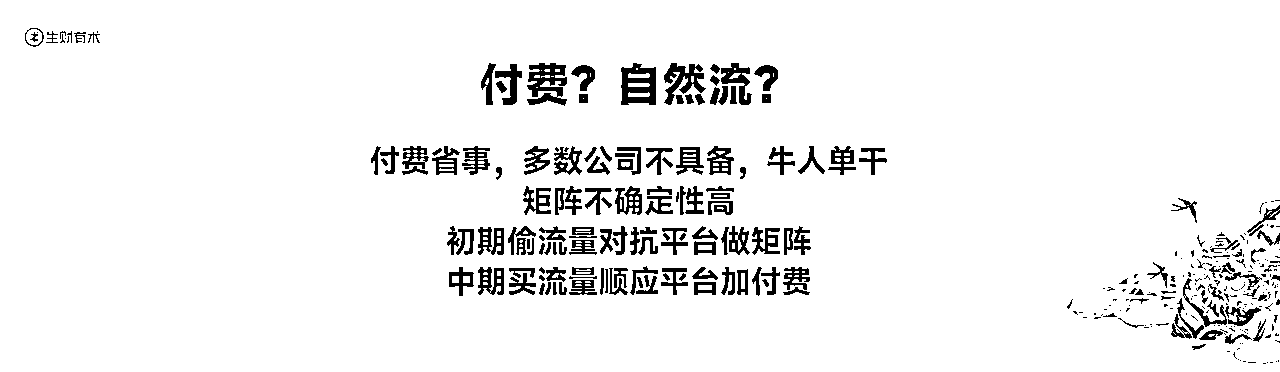 生财有术
付费？自然流？
付费省事，多数公司不具备，牛人单干
矩阵不确定性高
初期偷流量对抗平台做矩阵
中期买流量顺应平台加付费